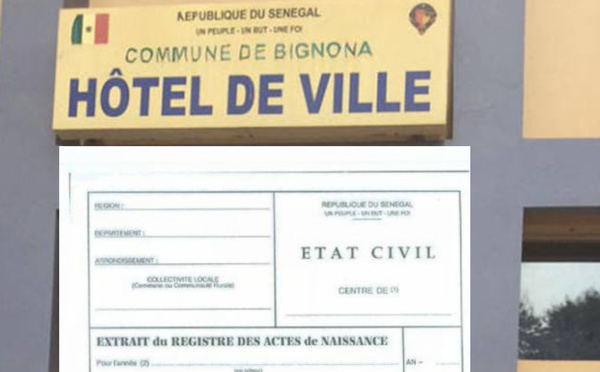 REPUBLIQUE DU SENEGAL
UN PEUPLE - UN BUT - UNE FOI
COMMUNE DE BIGNONA
HÔTEL DE VILLE
REGION :
DEPARTEMENT :
ARRONDISSEMENT :
COLLECTIVITE LOCALE
(Commune ou Communauté Rurale)
REPUBLIQUE DU SENEGAL
UN PEUPLE - UN BUT - UNE FOI
ETAT CIVIL
CENTRE DE (1)
EXTRAIT du REGISTRE DES ACTES de NAISSANCE
Pour l'année (2)
AN -